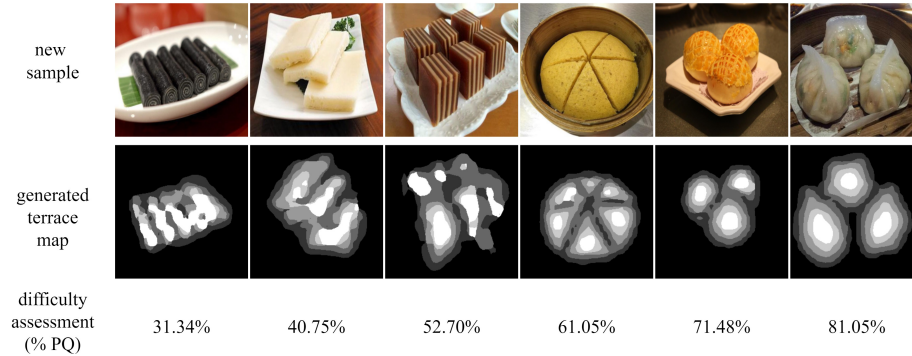 new
sample
generated
terrace
map
difficulty
assessment
(% PQ)
31.34%
40.75%
52.70%
61.05%
71.48%
81.05%